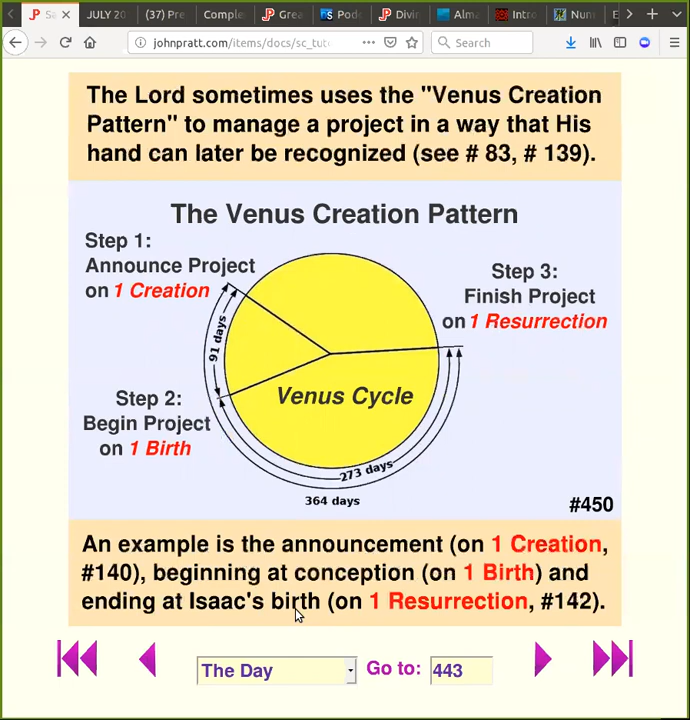 JULY 20
(37) Pre
Comple
Grea
Pod
Divin
Alma
Intro
Nun
E
johnpratt.com/items/docs/sc_tut
Search
The Lord sometimes uses the "Venus Creation
Pattern" to manage a project in a way that His
hand can later be recognized (see # 83, # 139).
The Venus Creation Pattern
Step 1:
Announce Project
on 1 Creation
Step 3:
Finish Project
on 1 Resurrection
91 days
Step 2:
Begin Project
on 1 Birth
Venus Cycle
273 days
364 days
#450
An example is the announcement (on 1 Creation,
#140), beginning at conception (on 1 Birth) and
ending at Isaac's birth (on 1 Resurrection, #142).
The Day
Go to: 443